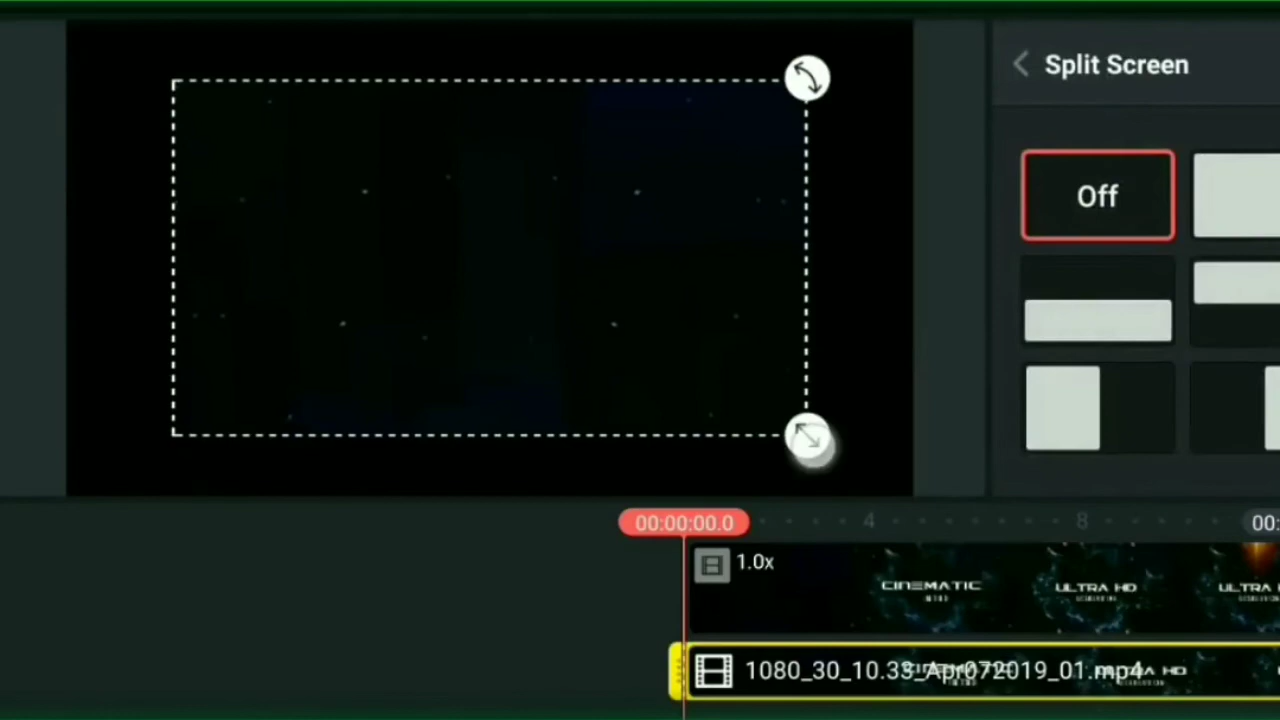 Split Screen
Off
00:00:00.0
4
8
00:
1.0x
CINEMATIC
ULTRA HD
ULTRA H
1080_30_10.33_Apr072019_01.mp4
HD